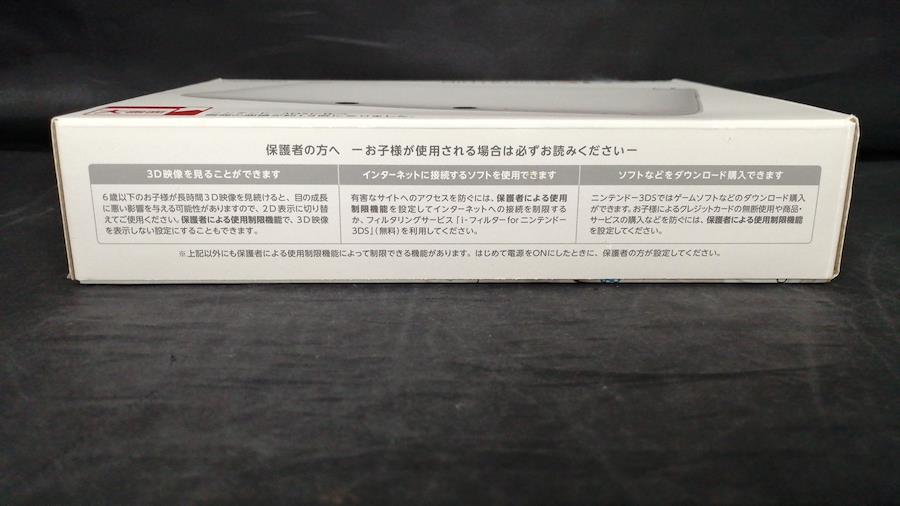 保護者の方へ ーお子様が使用される場合は必ずお読みくださいー
3D映像を見ることができます
6歳以下のお子様が長時間3D映像を見続けると、目の成長
に悪い影響を与える可能性がありますので、2D表示に切り替
えてご使用ください。保護者による使用制限機能で、3D映像
を表示しない設定にすることもできます。
インターネットに接続するソフトを使用できます
有害なサイトへのアクセスを防ぐには、保護者による使用
制限機能を設定してインターネットへの接続を制限する
か、フィルタリングサービス「i-フィルター for ニンテンドー
3DS」(無料)を利用してください。
ソフトなどをダウンロード購入できます
ニンテンドー3DSではゲームソフトなどのダウンロード購入
ができます。お子様によるクレジットカードの無断使用や商品・
サービスの購入などを防ぐには、保護者による使用制限機能
を設定してください。
※上記以外にも保護者による使用制限機能によって制限できる機能があります。はじめて電源をONにしたときに、保護者の方が設定してください。